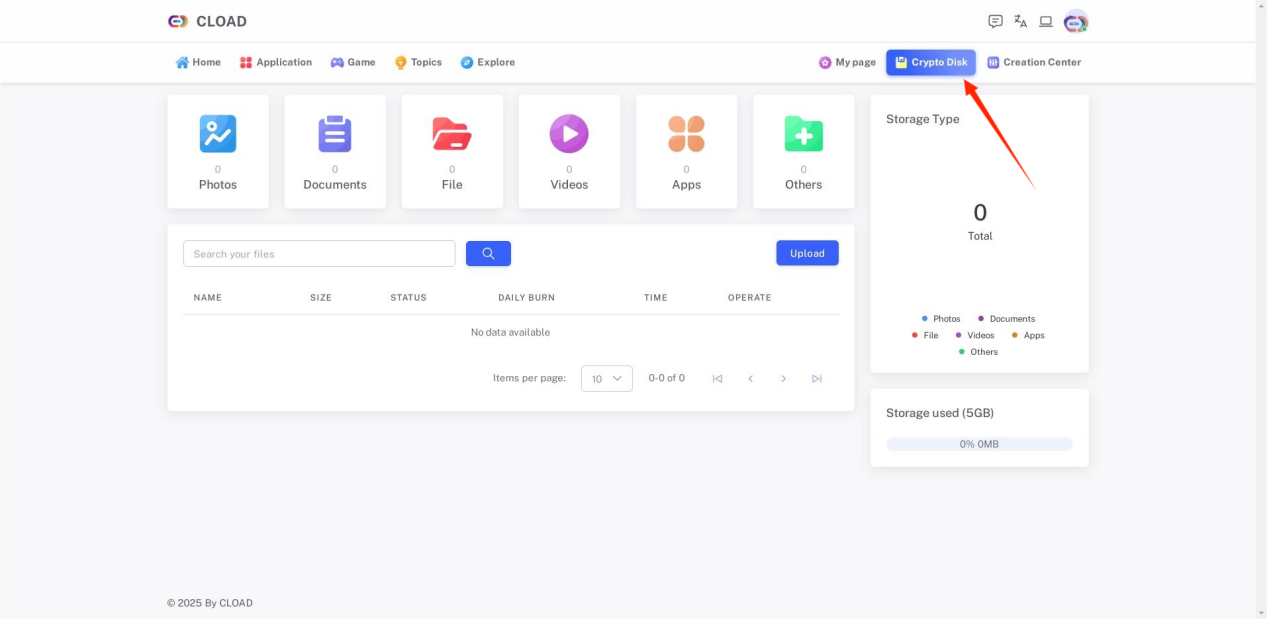 CLOAD
Home Application Game Topics Explore My page Crypto Disk Creation Center
0 0 0 0 0 0
Photos Documents File Videos Apps Others
Storage Type
0
Total
Photos Documents
File Videos Apps
Others
Search your files Upload
NAME SIZE STATUS DAILY BURN TIME OPERATE
No data available
Items per page: 10 0-0 of 0
Storage used (5GB)
0% 0MB
© 2025 By CLOAD